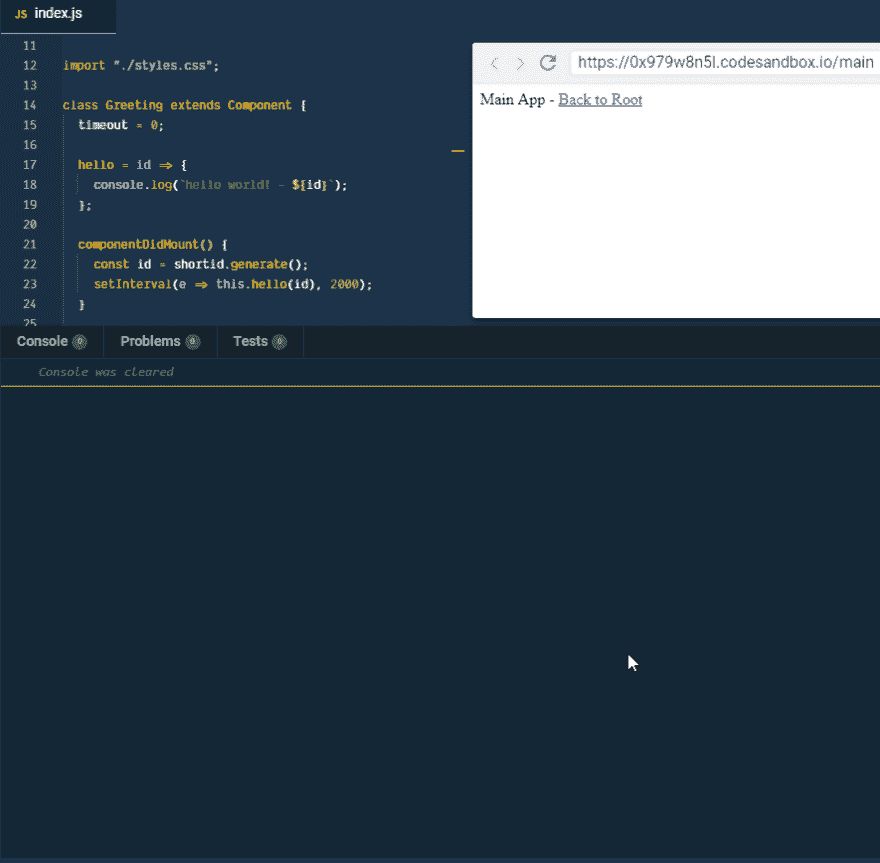 JS index.js
11
12 import "./styles.css";
13
14 class Greeting extends Component {
15 timeout = 0;
16
17 hello = id => {
18 console.log(`hello world! - ${id}`);
19 };
20
21 componentDidMount() {
22 const id = shortid.generate();
23 setInterval(e => this.hello(id), 2000);
24 }
25
https://0x979w8n5l.codesandbox.io/main
Main App - Back to Root
Console 0 Problems 0 Tests 0
Console was cleared